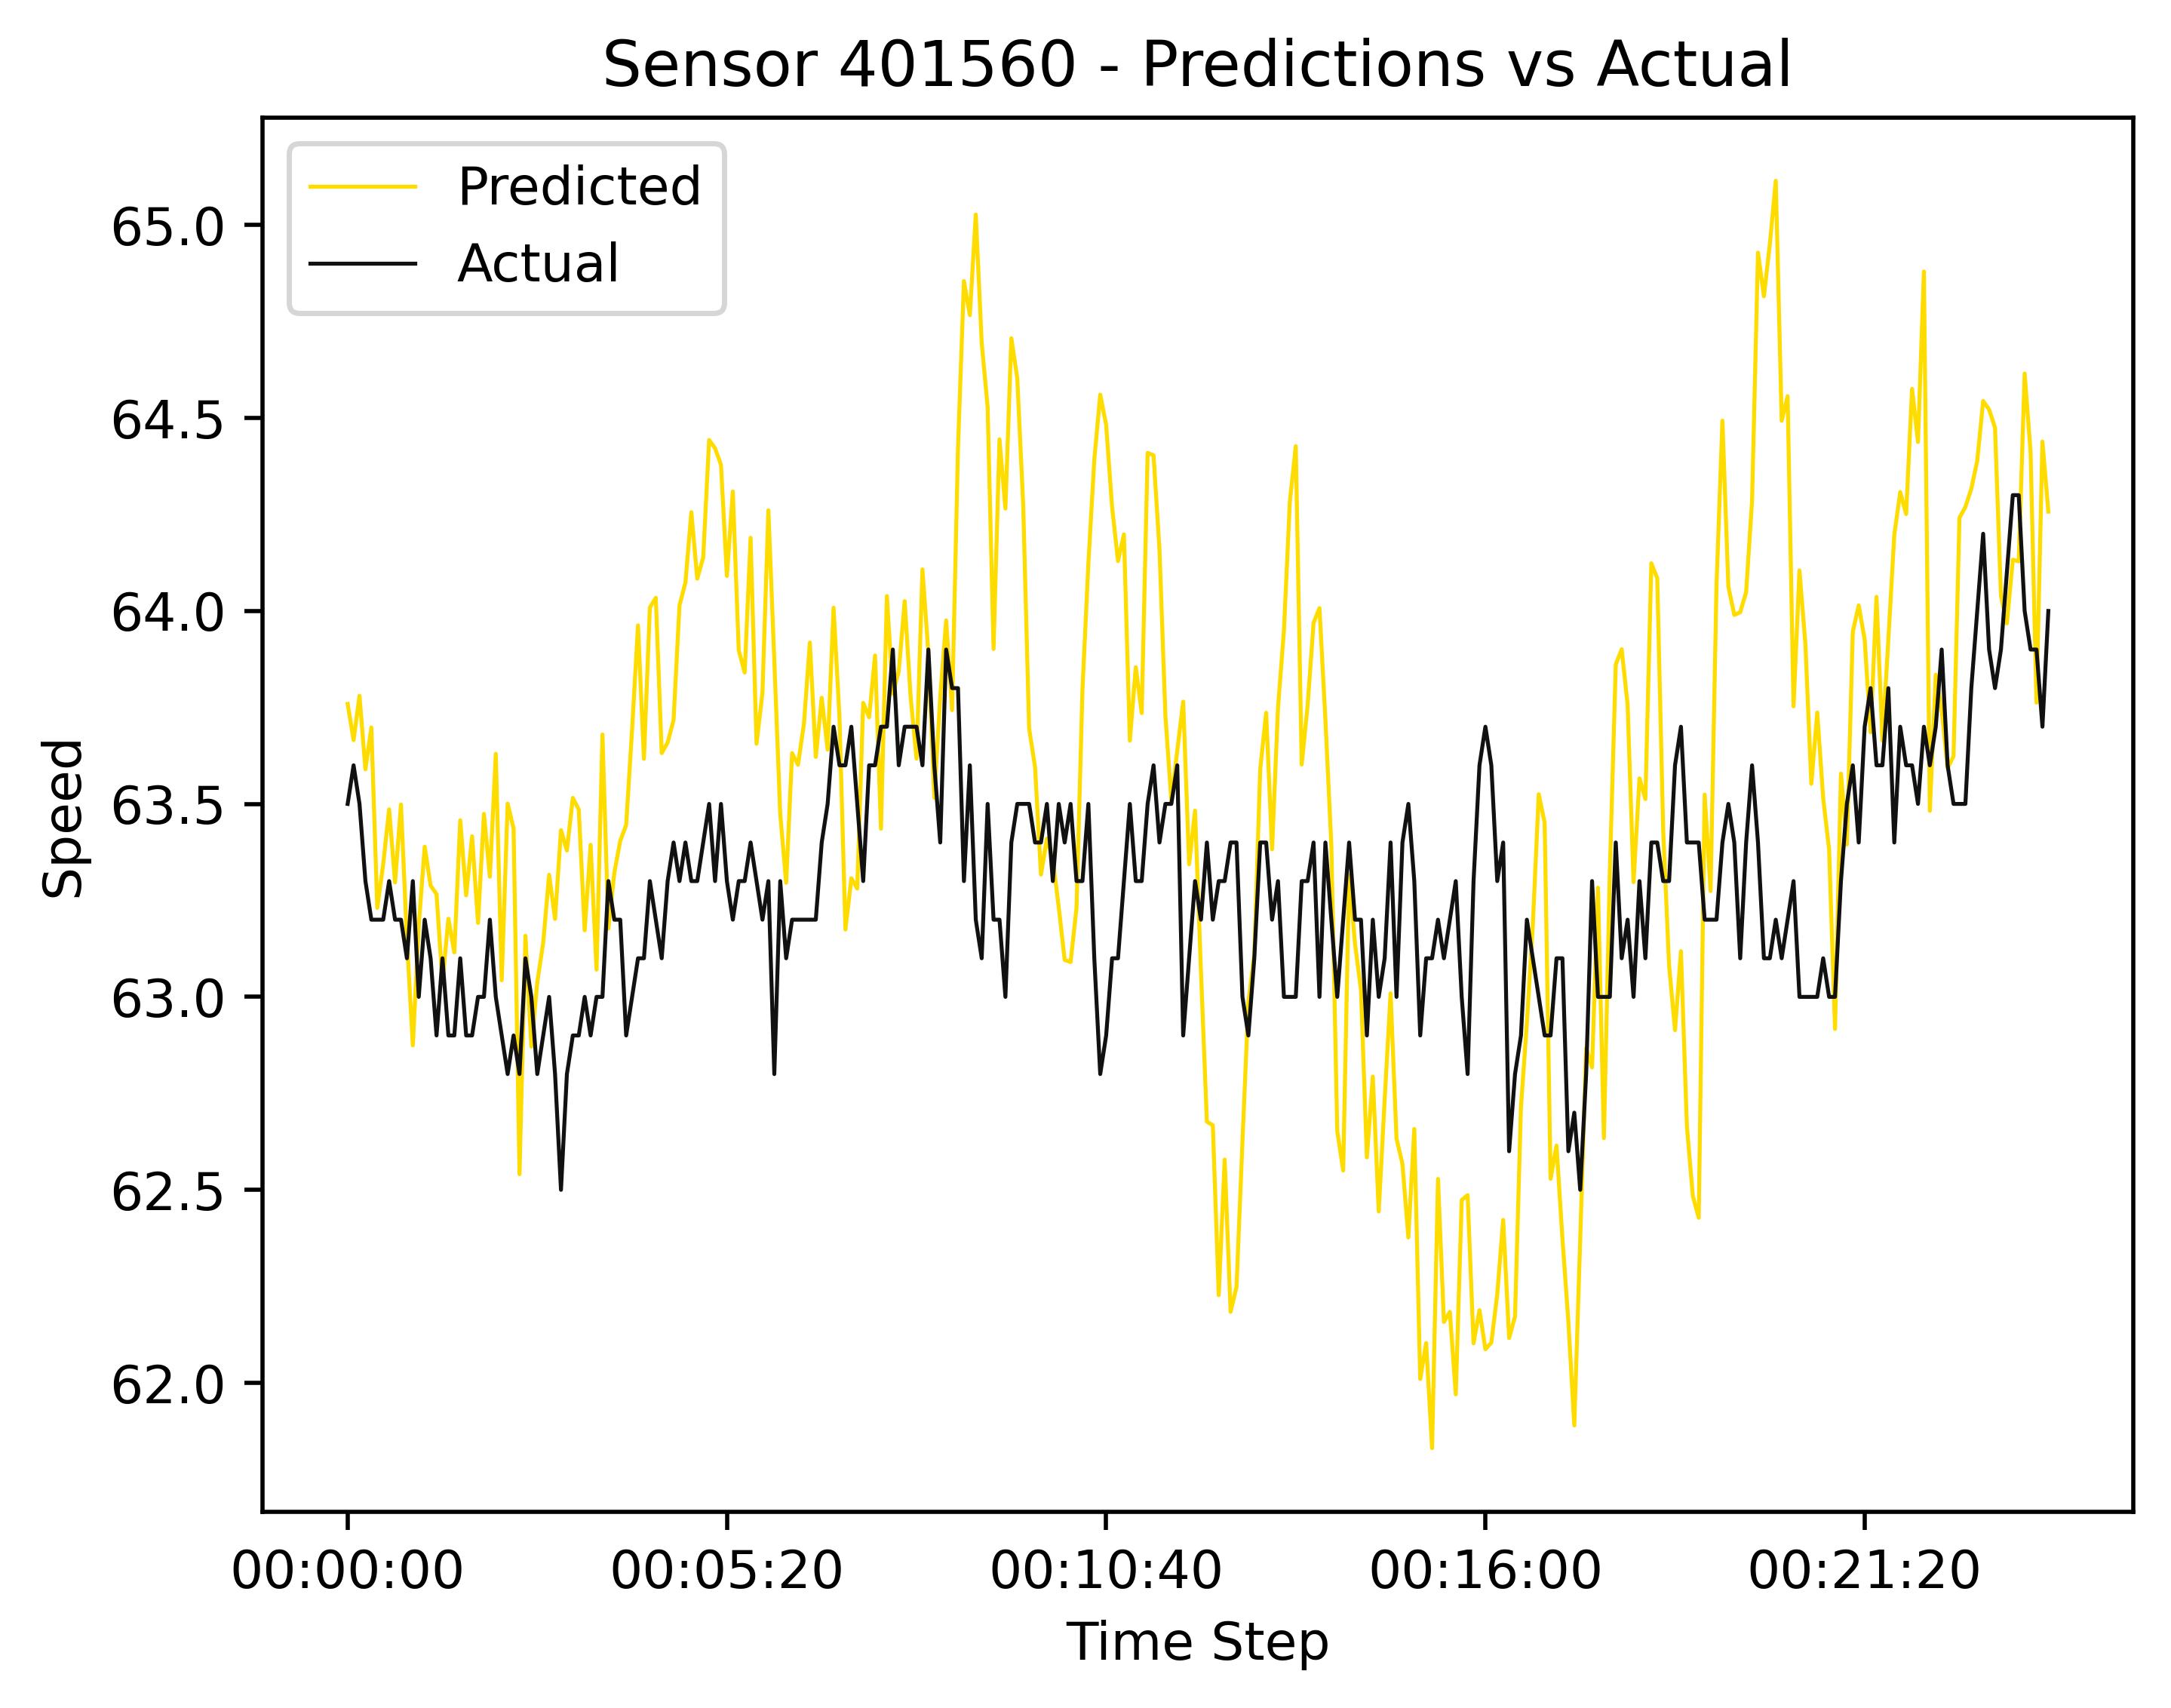 Sensor 401560 - Predictions vs Actual
Predicted
Actual
65.0
64.5
64.0
63.5
63.0
62.5
62.0
Speed
00:00:00 00:05:20 00:10:40 00:16:00 00:21:20
Time Step